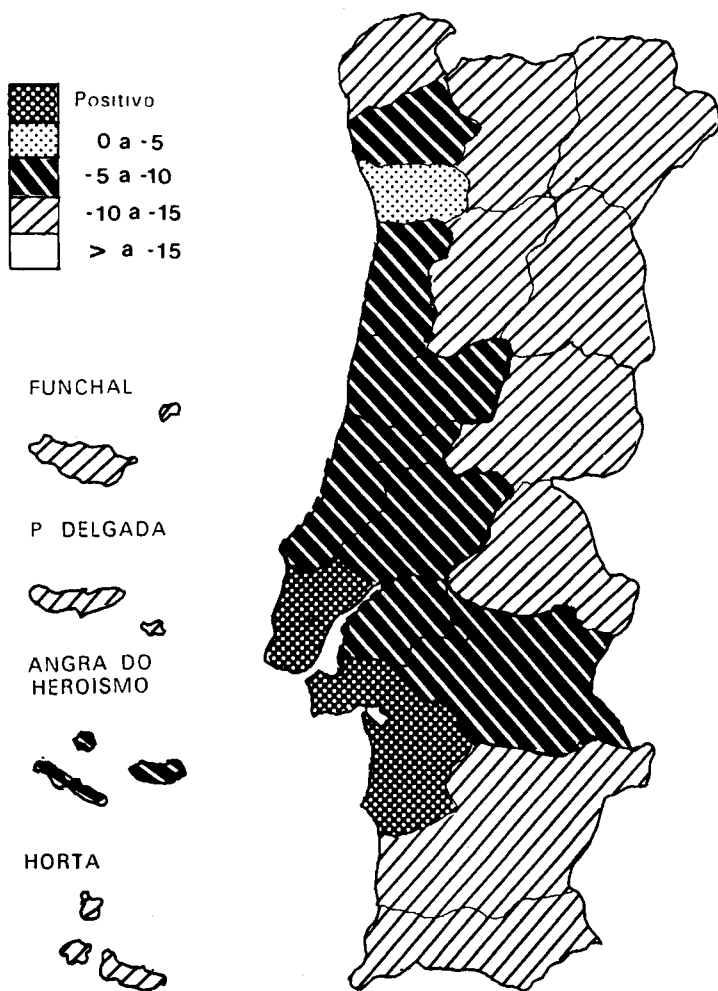 Positivo
0 a -5
-5 a -10
-10 a -15
> a -15
FUNCHAL
P DELGADA
ANGRA DO
HEROISMO
HORTA